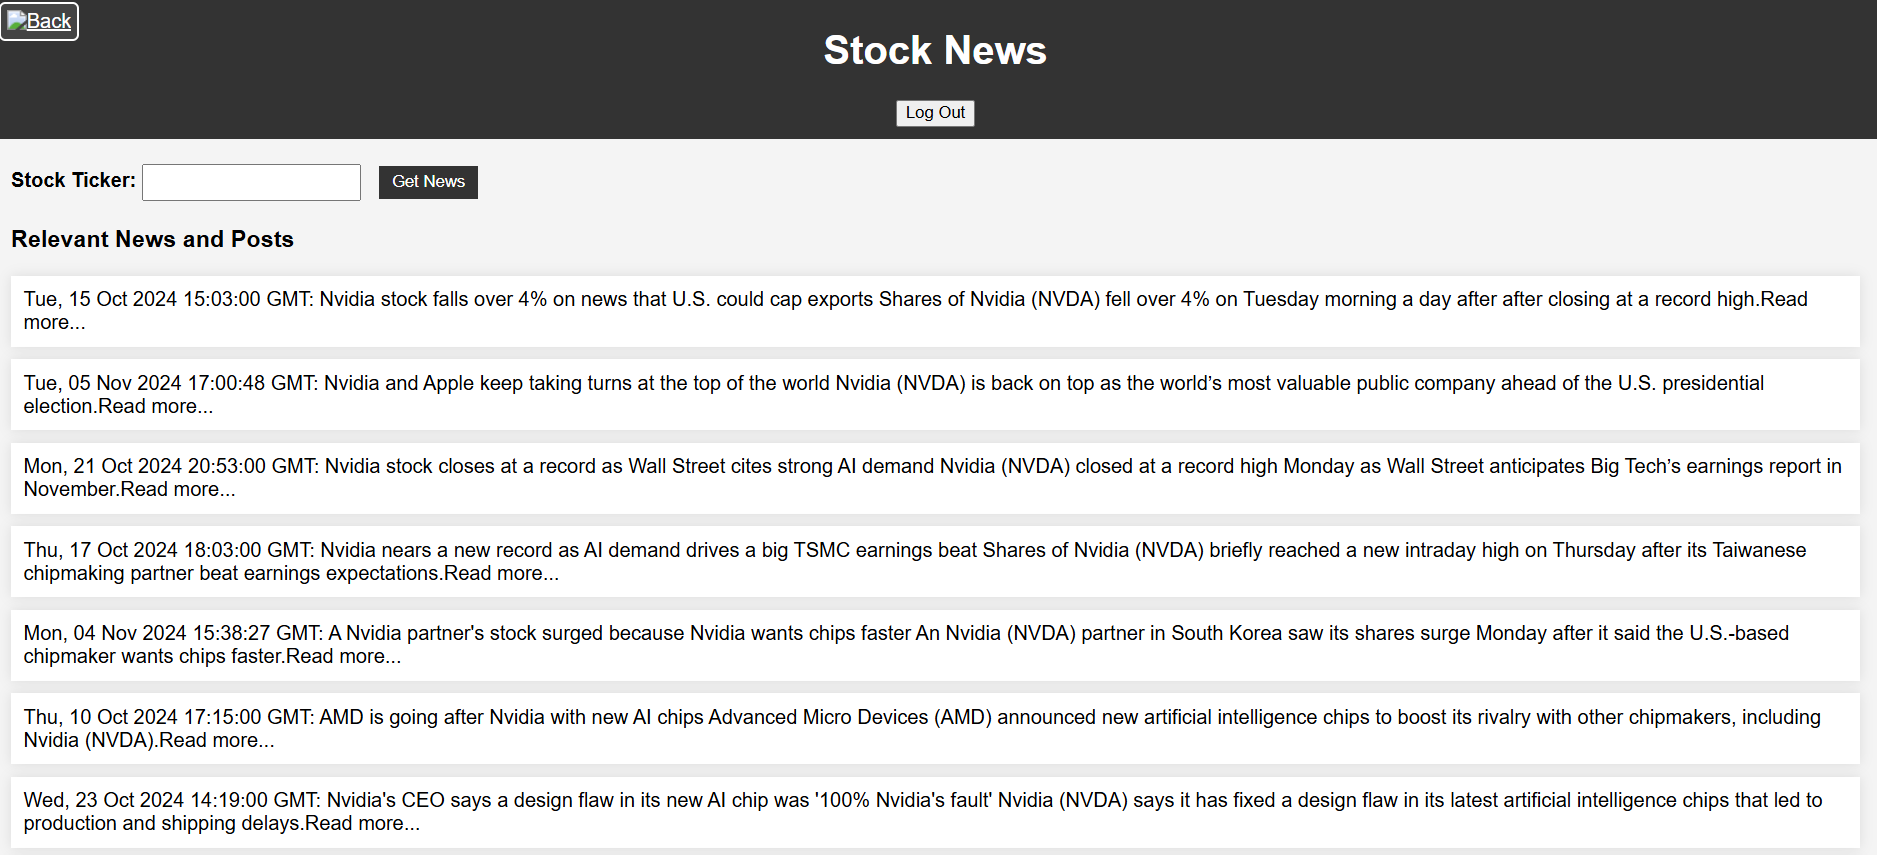 Back
Stock News
Log Out
Stock Ticker:
Get News
Relevant News and Posts
Tue, 15 Oct 2024 15:03:00 GMT: Nvidia stock falls over 4% on news that U.S. could cap exports Shares of Nvidia (NVDA) fell over 4% on Tuesday morning a day after after closing at a record high.Read
more...
Tue, 05 Nov 2024 17:00:48 GMT: Nvidia and Apple keep taking turns at the top of the world Nvidia (NVDA) is back on top as the world’s most valuable public company ahead of the U.S. presidential
election.Read more...
Mon, 21 Oct 2024 20:53:00 GMT: Nvidia stock closes at a record as Wall Street cites strong AI demand Nvidia (NVDA) closed at a record high Monday as Wall Street anticipates Big Tech’s earnings report in
November.Read more...
Thu, 17 Oct 2024 18:03:00 GMT: Nvidia nears a new record as AI demand drives a big TSMC earnings beat Shares of Nvidia (NVDA) briefly reached a new intraday high on Thursday after its Taiwanese
chipmaking partner beat earnings expectations.Read more...
Mon, 04 Nov 2024 15:38:27 GMT: A Nvidia partner's stock surged because Nvidia wants chips faster An Nvidia (NVDA) partner in South Korea saw its shares surge Monday after it said the U.S.-based
chipmaker wants chips faster.Read more...
Thu, 10 Oct 2024 17:15:00 GMT: AMD is going after Nvidia with new AI chips Advanced Micro Devices (AMD) announced new artificial intelligence chips to boost its rivalry with other chipmakers, including
Nvidia (NVDA).Read more...
Wed, 23 Oct 2024 14:19:00 GMT: Nvidia's CEO says a design flaw in its new AI chip was '100% Nvidia's fault' Nvidia (NVDA) says it has fixed a design flaw in its latest artificial intelligence chips that led to
production and shipping delays.Read more...